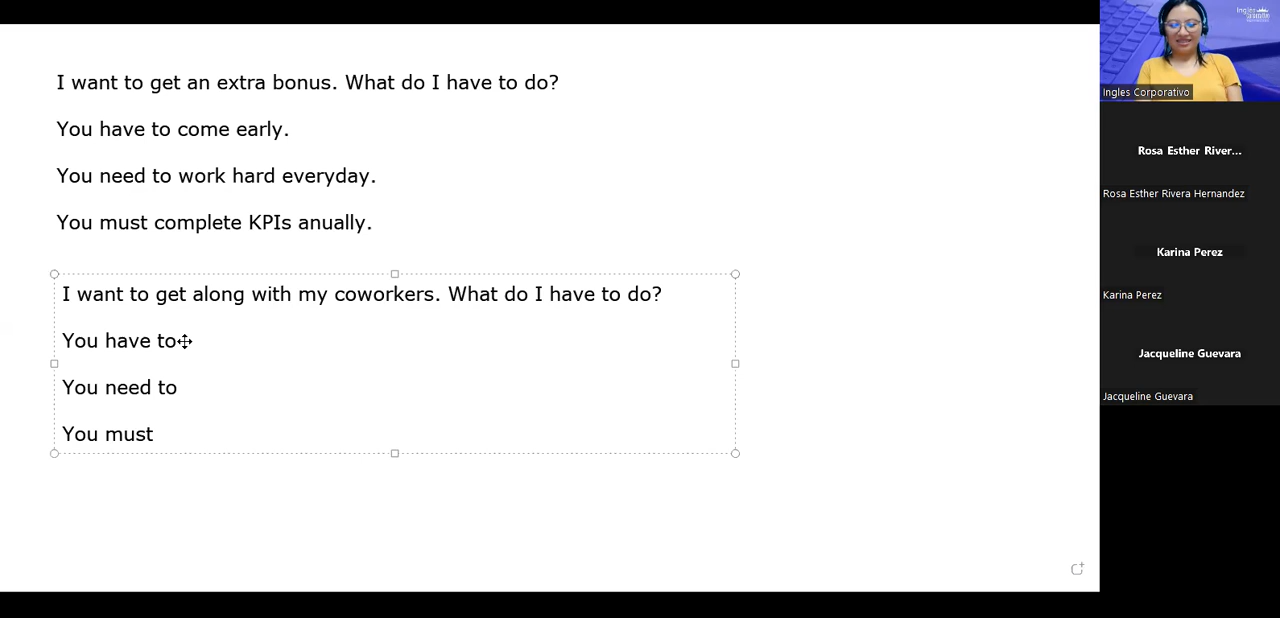 I want to get an extra bonus. What do I have to do?
You have to come early.
You need to work hard everyday.
You must complete KPIs anually.
I want to get along with my coworkers. What do I have to do?
You have to
You need to
You must
Ingles Corporativo
Rosa Esther River...
Rosa Esther Rivera Hernandez
Karina Perez
Karina Perez
Jacqueline Guevara
Jacqueline Guevara